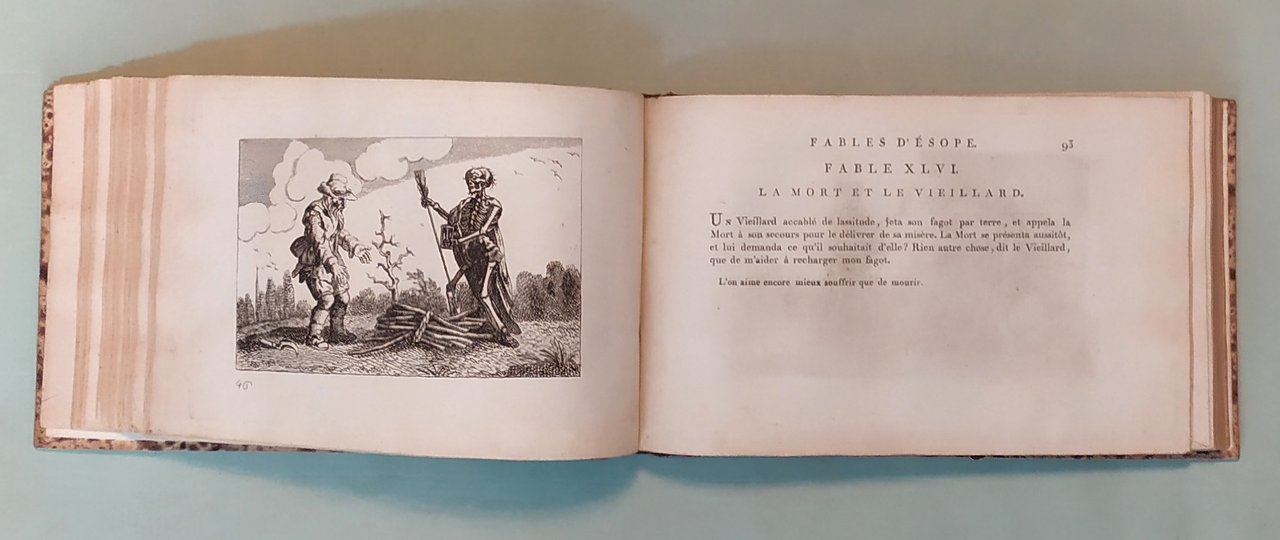 46
FABLES D'ÉSOPE. 93
FABLE XLVI.
LA MORT ET LE VIEILLARD.
UN Vieillard accablé de lassitude, jeta son fagot par terre, et appela la
Mort à son secours pour le délivrer de sa misère. La Mort se présenta aussitôt,
et lui demanda ce qu'il souhaitait d'elle? Rien autre chose, dit le Vieillard,
que de m'aider à recharger mon fagot.
L'on aime encore mieux souffrir que de mourir.